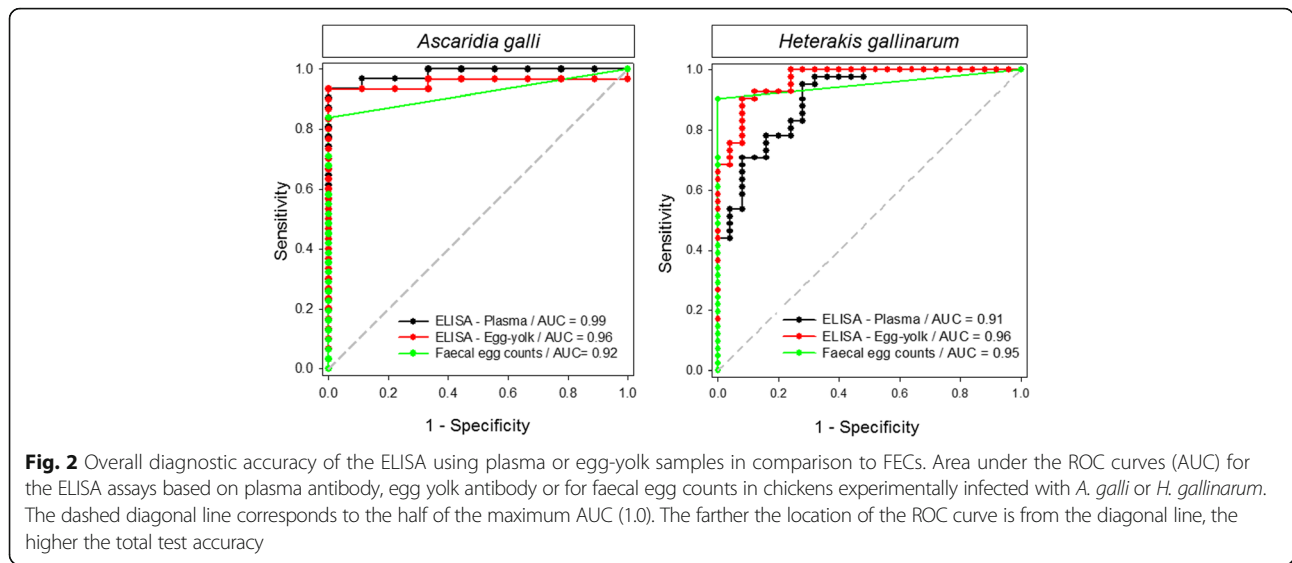 Ascaridia galli
Heterakis gallinarum
1.0
0.8
0.6
0.4
0.2
0.0
Sensitivity
ELISA - Plasma / AUC = 0.99
ELISA - Egg-yolk / AUC = 0.96
Faecal egg counts / AUC= 0.92
0.0 0.2 0.4 0.6 0.8 1.0
1 - Specificity
1.0
0.8
0.6
0.4
0.2
0.0
Sensitivity
ELISA - Plasma / AUC = 0.91
ELISA - Egg-yolk / AUC = 0.96
Faecal egg counts / AUC = 0.95
0.0 0.2 0.4 0.6 0.8 1.0
1 - Specificity
Fig. 2 Overall diagnostic accuracy of the ELISA using plasma or egg-yolk samples in comparison to FECs. Area under the ROC curves (AUC) for
the ELISA assays based on plasma antibody, egg yolk antibody or for faecal egg counts in chickens experimentally infected with A. galli or H. gallinarum.
The dashed diagonal line corresponds to the half of the maximum AUC (1.0). The farther the location of the ROC curve is from the diagonal line, the
higher the total test accuracy